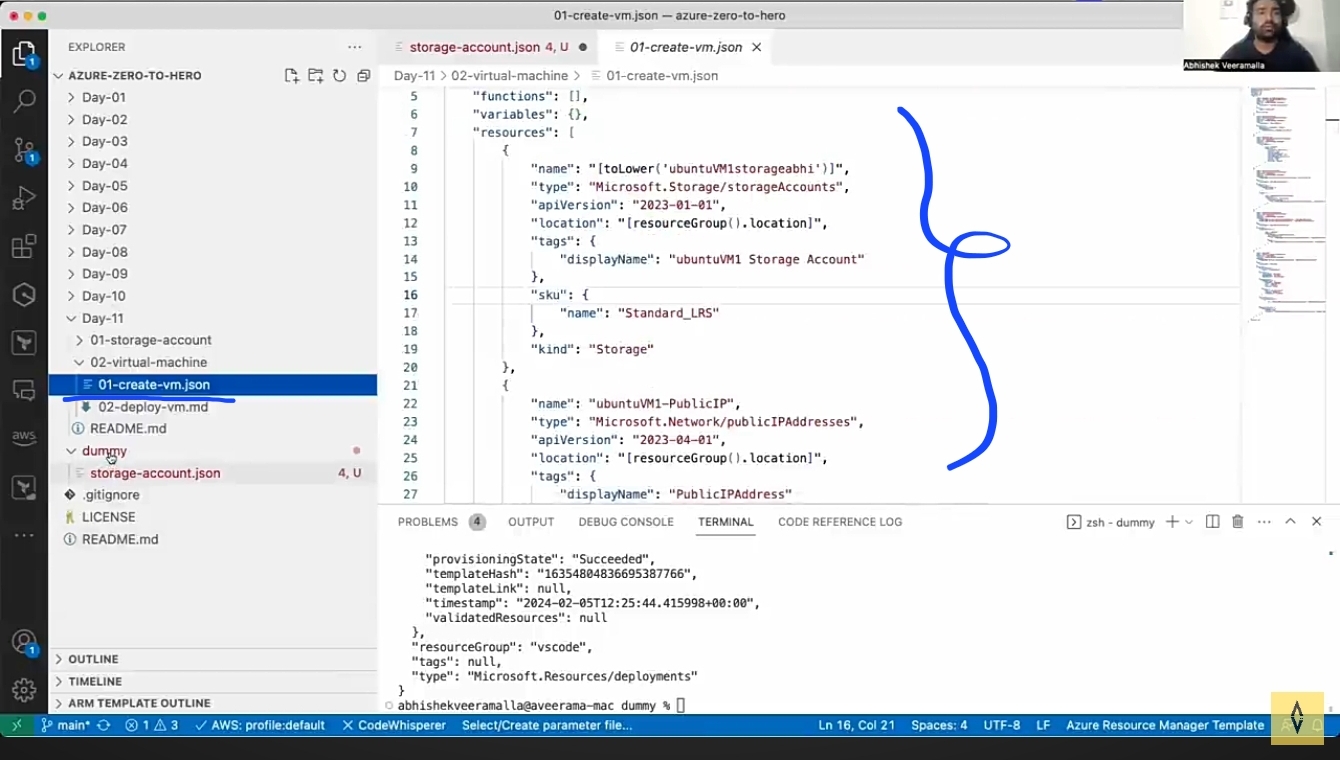 01-create-vm.json — azure-zero-to-hero
Abhishek Veeramalla
EXPLORER
AZURE-ZERO-TO-HERO
Day-01
Day-02
Day-03
Day-04
Day-05
Day-06
Day-07
Day-08
Day-09
Day-10
Day-11
01-storage-account
02-virtual-machine
01-create-vm.json
02-deploy-vm.md
README.md
dummy
storage-account.json 4, U
.gitignore
LICENSE
README.md
OUTLINE
TIMELINE
ARM TEMPLATE OUTLINE
1
1
aws
1
storage-account.json 4, U
01-create-vm.json
Day-11 > 02-virtual-machine > 01-create-vm.json
5 "functions": [],
6 "variables": {},
7 "resources": [
8 {
9 "name": "[toLower('ubuntuVM1storageabhi')]",
10 "type": "Microsoft.Storage/storageAccounts",
11 "apiVersion": "2023-01-01",
12 "location": "[resourceGroup().location]",
13 "tags": {
14 "displayName": "ubuntuVM1 Storage Account"
15 },
16 "sku": {
17 "name": "Standard_LRS"
18 },
19 "kind": "Storage"
20 },
21 {
22 "name": "ubuntuVM1-PublicIP",
23 "type": "Microsoft.Network/publicIPAddresses",
24 "apiVersion": "2023-04-01",
25 "location": "[resourceGroup().location]",
26 "tags": {
27 "displayName": "PublicIPAddress"
PROBLEMS 4 OUTPUT DEBUG CONSOLE TERMINAL CODE REFERENCE LOG zsh - dummy
"provisioningState": "Succeeded",
"templateHash": "16354804836695387766",
"templateLink": null,
"timestamp": "2024-02-05T12:25:44.415998+00:00",
"validatedResources": null
},
"resourceGroup": "vscode",
"tags": null,
"type": "Microsoft.Resources/deployments"
}
abhishekveeramalla@aveerama-mac dummy %
main* 1 3 AWS: profile:default CodeWhisperer Select/Create parameter file... Ln 16, Col 21 Spaces: 4 UTF-8 LF Azure Resource Manager Template